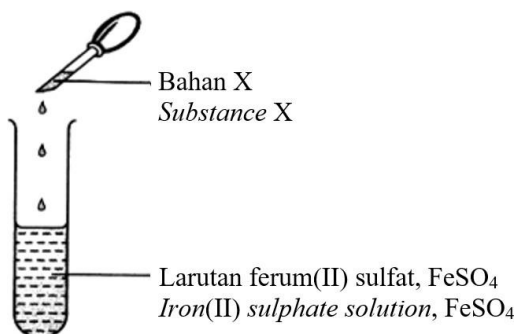 Bahan X
Substance X
Larutan ferum(II) sulfat, FeSO₄
Iron(II) sulphate solution, FeSO₄